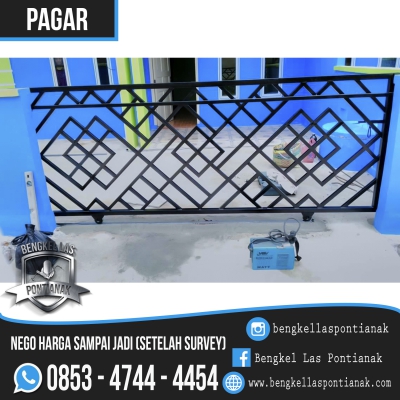 PAGAR
BENGKEL LAS
PONTIANAK
NEGO HARGA SAMPAI JADI (SETELAH SURVEY)
0853 - 4744 - 4454
bengkellaspontianak
Bengkel Las Pontianak
www.bengkellaspontianak.com